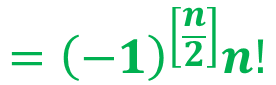 = (−1)^[n/2] n!